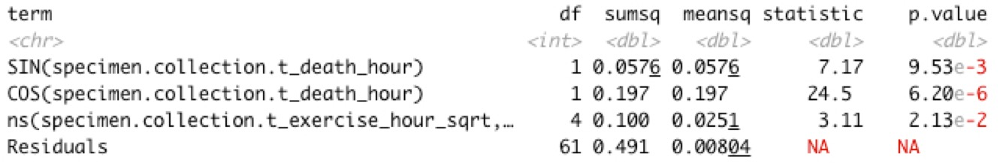 term df sumsq meansq statistic p.value
<chr> <int> <dbl> <dbl> <dbl> <dbl>
SIN(specimen.collection.t_death_hour) 1 0.0576 0.0576 7.17 9.53e-3
COS(specimen.collection.t_death_hour) 1 0.197 0.197 24.5 6.20e-6
ns(specimen.collection.t_exercise_hour_sqrt,… 4 0.100 0.0251 3.11 2.13e-2
Residuals 61 0.491 0.00804 NA NA